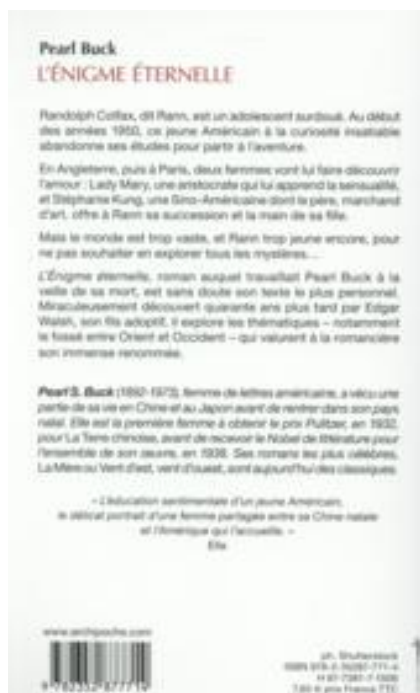 Pearl Buck
L'ÉNIGME ÉTERNELLE
Randolph Colfax, dit Rann, est un adolescent surdoué. Au début
des années 1950, ce jeune Américain à la curiosité insatiable
abandonne ses études pour partir à l'aventure.
En Angleterre, puis à Paris, deux femmes vont lui faire découvrir
l'amour : Lady Mary, une aristocrate qui lui apprend la sensualité,
et Stéphanie Kung, une Sino-Américaine dont le père, marchand
d'art, offre à Rann sa succession et la main de sa fille.
Mais le monde est trop vaste, et Rann trop jeune encore, pour
ne pas souhaiter en explorer tous les mystères…
L'Énigme éternelle, roman auquel travaillait Pearl Buck à la
veille de sa mort, est sans doute son texte le plus personnel.
Miraculeusement découvert quarante ans plus tard par Edgar
Walsh, son fils adoptif, il explore les thématiques – notamment
le fossé entre Orient et Occident – qui valurent à la romancière
son immense renommée.
Pearl S. Buck (1892-1973), femme de lettres américaine, a vécu une
partie de sa vie en Chine et au Japon avant de rentrer dans son pays
natal. Elle est la première femme à obtenir le prix Pulitzer, en 1932,
pour La Terre chinoise, avant de recevoir le Nobel de littérature pour
l'ensemble de son œuvre, en 1938. Ses romans les plus célèbres,
La Mère ou Vent d'est, vent d'ouest, sont aujourd'hui des classiques.
« L'éducation sentimentale d'un jeune Américain,
le délicat portrait d'une femme partagée entre sa Chine natale
et l'Amérique qui l'accueille. »
Elle
www.archipoche.com
ph. Shutterstock
ISBN 978-2-35287-771-4
9 782352 877714